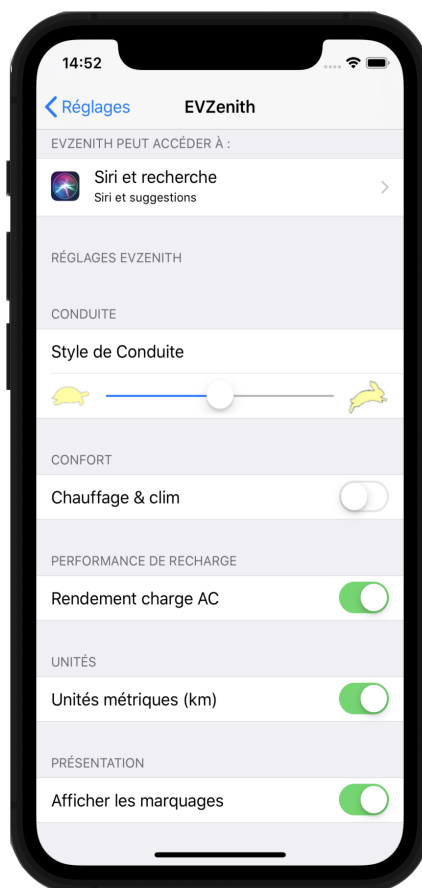 14:52
Réglages EVZenith
EVZENITH PEUT ACCÉDER À :
Siri et recherche
Siri et suggestions
RÉGLAGES EVZENITH
CONDUITE
Style de Conduite
CONFORT
Chauffage & clim
PERFORMANCE DE RECHARGE
Rendement charge AC
UNITÉS
Unités métriques (km)
PRÉSENTATION
Afficher les marquages